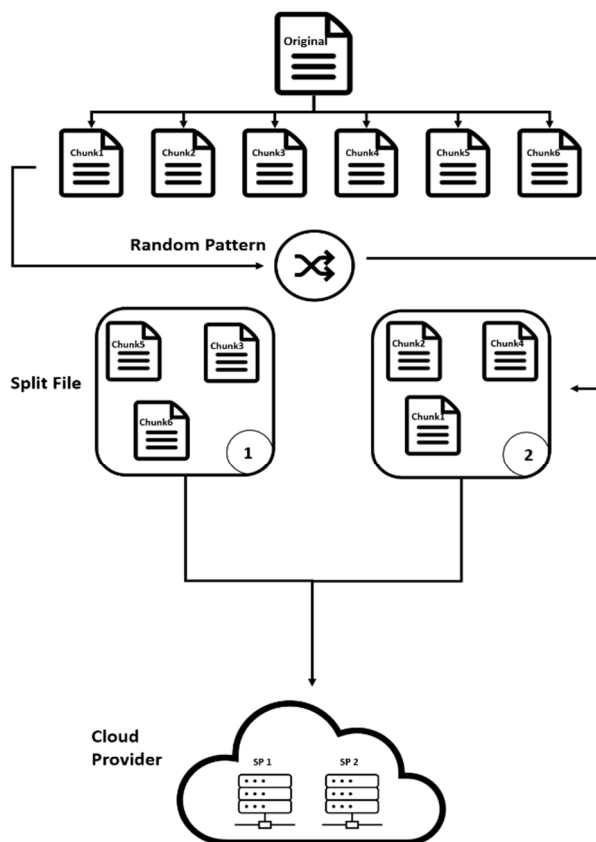 Original
Chunk1
Chunk2
Chunk3
Chunk4
Chunk5
Chunk6
Random Pattern
Split File
Chunk5
Chunk3
Chunk6
1
Chunk2
Chunk4
Chunk1
2
Cloud
Provider
SP 1
SP 2